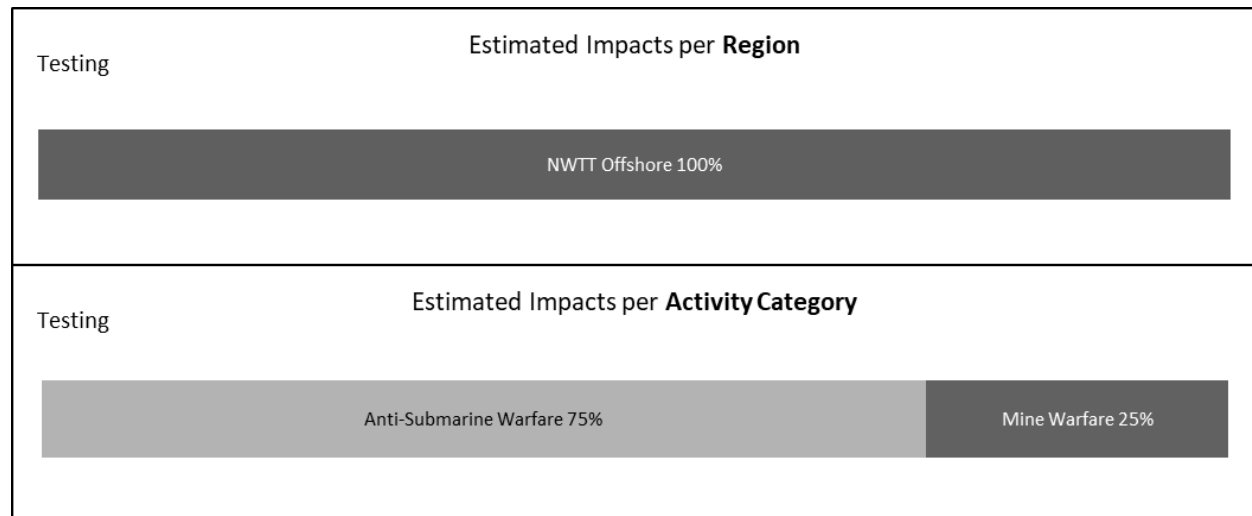 Estimated Impacts per Region
Testing
NWTT Offshore 100%
Estimated Impacts per Activity Category
Testing
Anti-Submarine Warfare 75%
Mine Warfare 25%